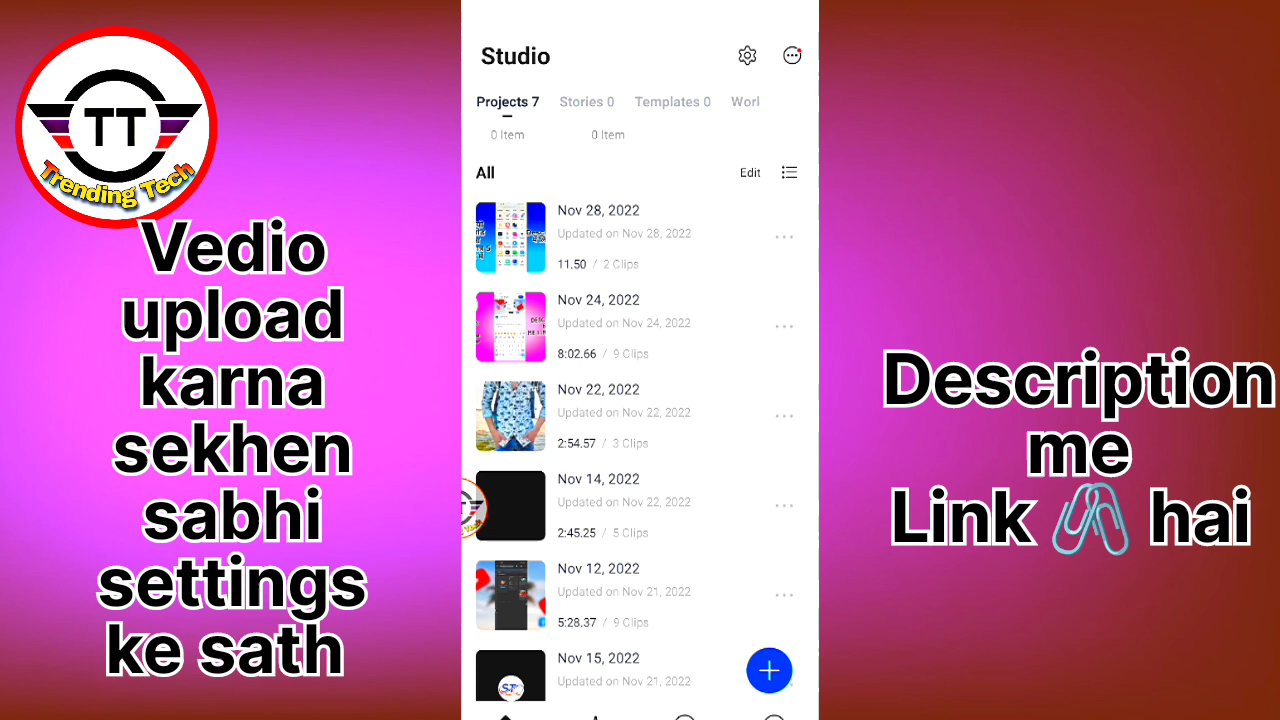 TT
Trending Tech
Vedio
upload
karna
sekhen
sabhi
settings
ke sath
Studio
Projects 7 Stories 0 Templates 0 Worl
0 Item 0 Item
All Edit
Nov 28, 2022
Updated on Nov 28, 2022
11.50 / 2 Clips
Nov 24, 2022
Updated on Nov 24, 2022
8:02.66 / 9 Clips
Nov 22, 2022
Updated on Nov 22, 2022
2:54.57 / 3 Clips
Nov 14, 2022
Updated on Nov 22, 2022
2:45.25 / 5 Clips
Nov 12, 2022
Updated on Nov 21, 2022
5:28.37 / 9 Clips
Nov 15, 2022
Updated on Nov 21, 2022
Description
me
Link 🖇️ hai